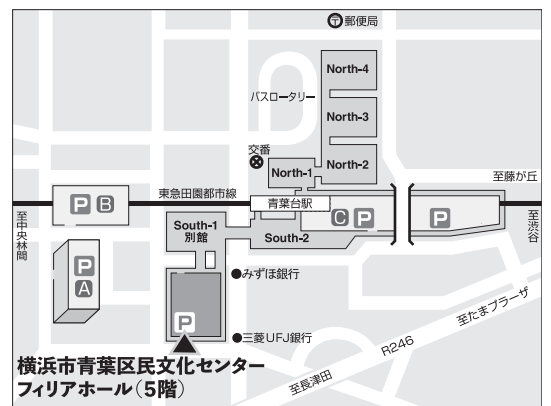 〒郵便局
North-4
バスロータリー
North-3
交番
North-2
North-1
至藤が丘
東急田園都市線
青葉台駅
P B
C P
P
至中央林間
South-1
別館
South-2
至渋谷
P
A
みずほ銀行
至たまプラーザ
P
三菱UFJ銀行
R246
横浜市青葉区民文化センター
フィリアホール(5階)
至長津田